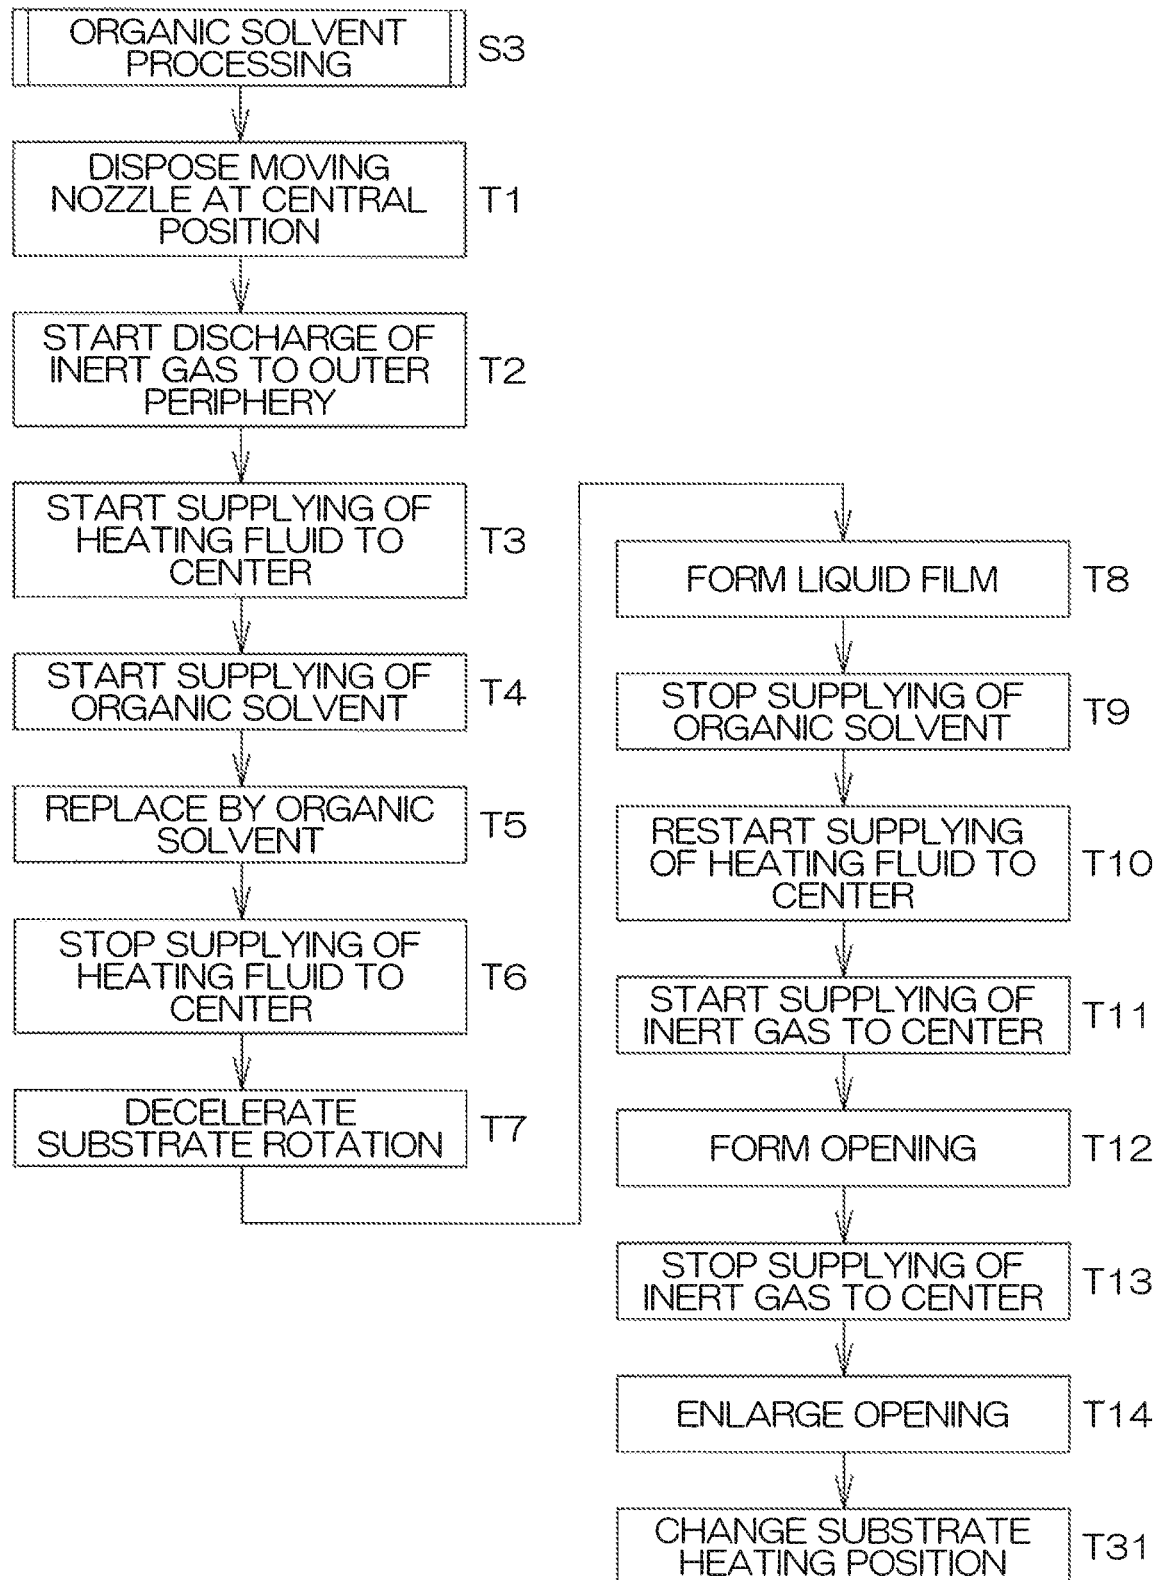 ORGANIC SOLVENT
PROCESSING
S3
DISPOSE MOVING
NOZZLE AT CENTRAL
POSITION
T1
START DISCHARGE OF
INERT GAS TO OUTER
PERIPHERY
T2
START SUPPLYING OF
HEATING FLUID TO
CENTER
T3
START SUPPLYING OF
ORGANIC SOLVENT
T4
REPLACE BY ORGANIC
SOLVENT
T5
STOP SUPPLYING OF
HEATING FLUID TO
CENTER
T6
DECELERATE
SUBSTRATE ROTATION
T7
FORM LIQUID FILM
T8
STOP SUPPLYING OF
ORGANIC SOLVENT
T9
RESTART SUPPLYING
OF HEATING FLUID TO
CENTER
T10
START SUPPLYING OF
INERT GAS TO CENTER
T11
FORM OPENING
T12
STOP SUPPLYING OF
INERT GAS TO CENTER
T13
ENLARGE OPENING
T14
CHANGE SUBSTRATE
HEATING POSITION
T31